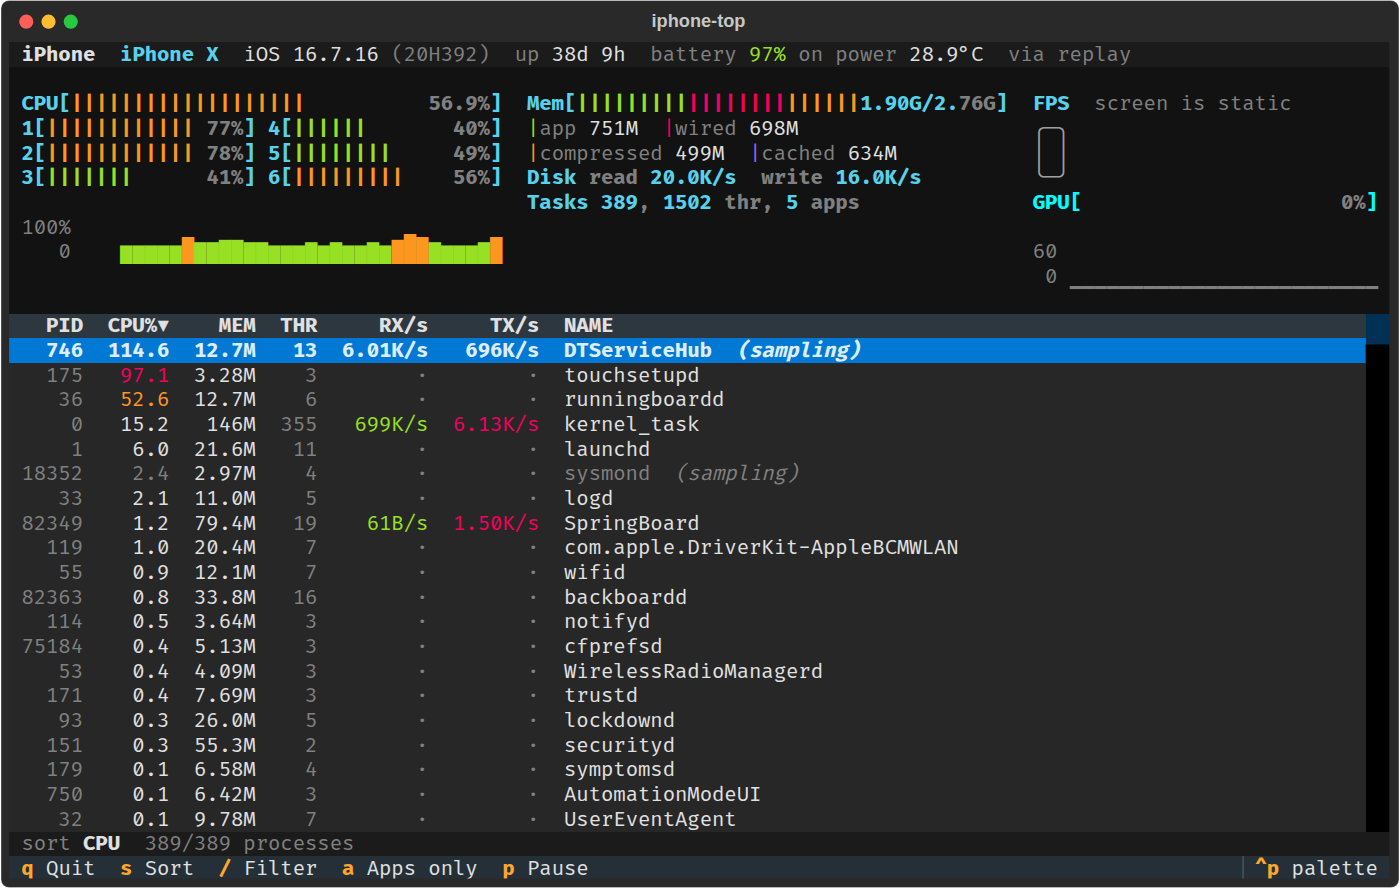 iphone-top
iPhone iPhone X iOS 16.7.16 (20H392) up 38d 9h battery 97% on power 28.9°C via replay
CPU[|||||||||||||||||||56.9%] Mem[|||||||||||||||||||||||1.90G/2.76G] FPS screen is static
1[||||||||||||77%] 4[||||||40%] |app 751M |wired 698M
2[||||||||||||78%] 5[||||||||49%] |compressed 499M |cached 634M
3[|||||||41%] 6[|||||||||56%] Disk read 20.0K/s write 16.0K/s
Tasks 389, 1502 thr, 5 apps GPU[0%]
100%
0 60
0
PID CPU%▼ MEM THR RX/s TX/s NAME
746 114.6 12.7M 13 6.01K/s 696K/s DTServiceHub (sampling)
175 97.1 3.28M 3 · · touchsetupd
36 52.6 12.7M 6 · · runningboardd
0 15.2 146M 355 699K/s 6.13K/s kernel_task
1 6.0 21.6M 11 · · launchd
18352 2.4 2.97M 4 · · sysmond (sampling)
33 2.1 11.0M 5 · · logd
82349 1.2 79.4M 19 61B/s 1.50K/s SpringBoard
119 1.0 20.4M 7 · · com.apple.DriverKit-AppleBCMWLAN
55 0.9 12.1M 7 · · wifid
82363 0.8 33.8M 16 · · backboardd
114 0.5 3.64M 3 · · notifyd
75184 0.4 5.13M 3 · · cfprefsd
53 0.4 4.09M 3 · · WirelessRadioManagerd
171 0.4 7.69M 3 · · trustd
93 0.3 26.0M 5 · · lockdownd
151 0.3 55.3M 2 · · securityd
179 0.1 6.58M 4 · · symptomsd
750 0.1 6.42M 3 · · AutomationModeUI
32 0.1 9.78M 7 · · UserEventAgent
sort CPU 389/389 processes
q Quit s Sort / Filter a Apps only p Pause ^p palette